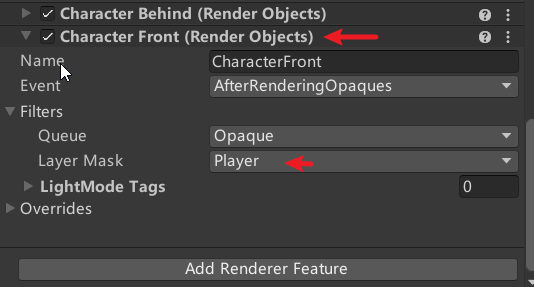 Character Behind (Render Objects)
Character Front (Render Objects)
Name CharacterFront
Event AfterRenderingOpaques
Filters
Queue Opaque
Layer Mask Player
LightMode Tags 0
Overrides
Add Renderer Feature